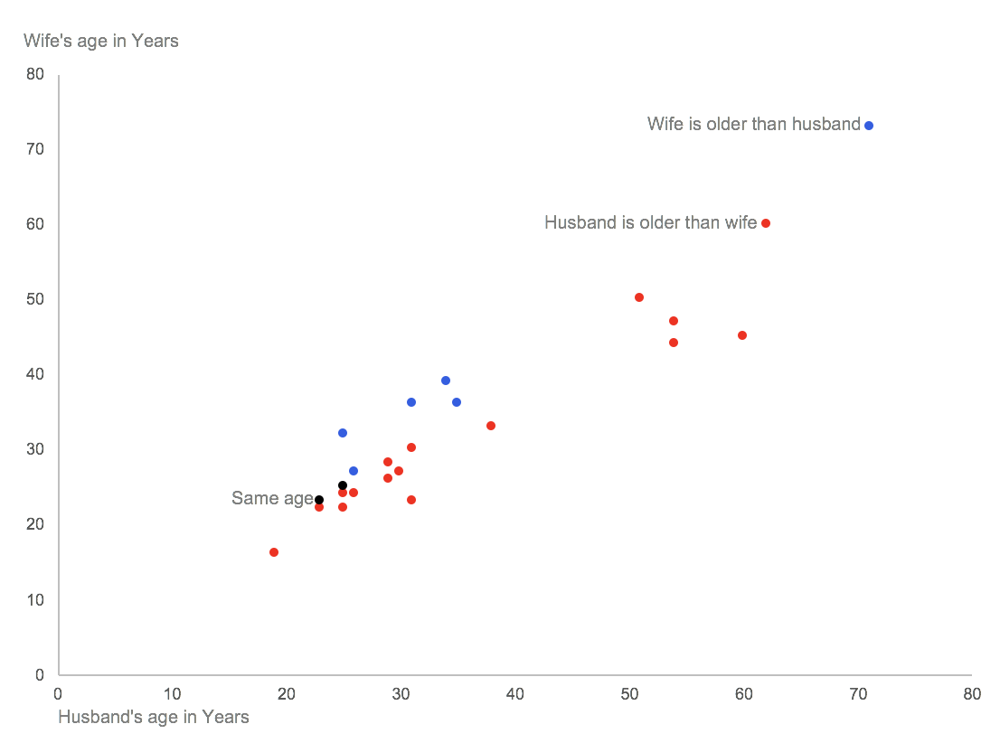 Wife's age in Years
80
Wife is older than husband
70
Husband is older than wife
60
50
40
30
Same age
20
10
0
0 10 20 30 40 50 60 70 80
Husband's age in Years